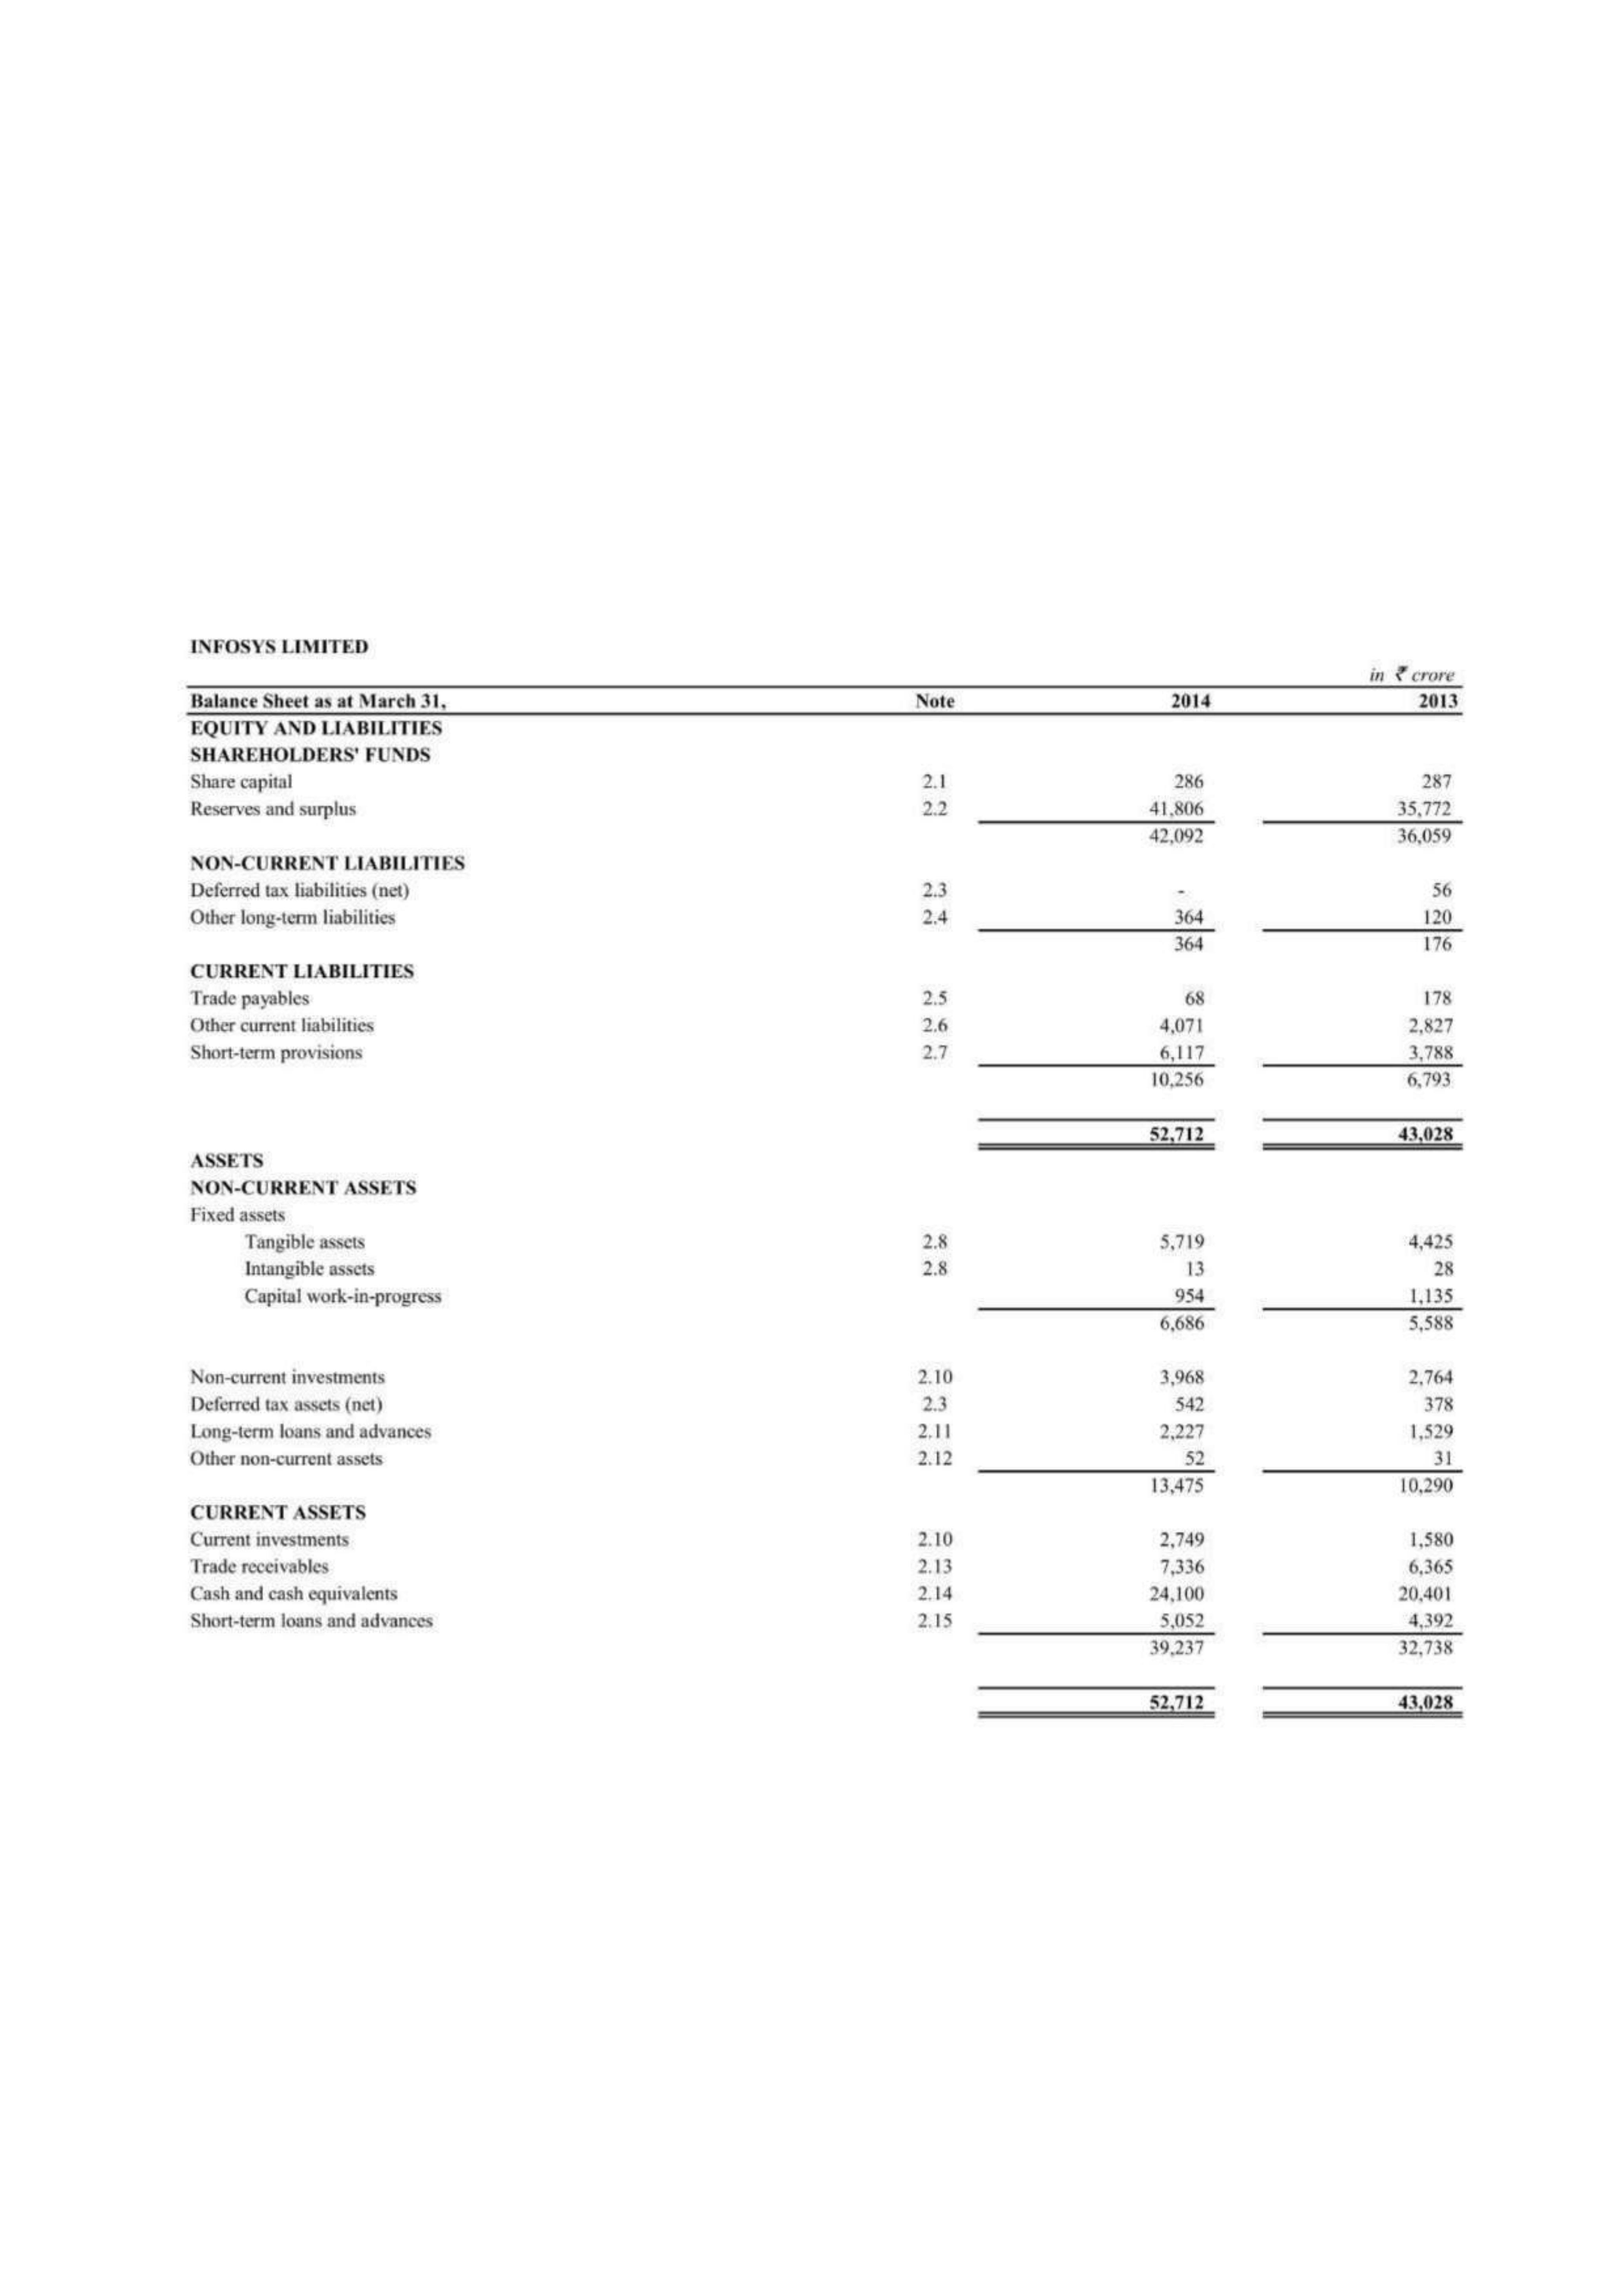 INFOSYS LIMITED
in ₹ crore
Balance Sheet as at March 31, Note 2014 2013
EQUITY AND LIABILITIES
SHAREHOLDERS' FUNDS
Share capital 2.1 286 287
Reserves and surplus 2.2 41,806 35,772
42,092 36,059
NON-CURRENT LIABILITIES
Deferred tax liabilities (net) 2.3 - 56
Other long-term liabilities 2.4 364 120
364 176
CURRENT LIABILITIES
Trade payables 2.5 68 178
Other current liabilities 2.6 4,071 2,827
Short-term provisions 2.7 6,117 3,788
10,256 6,793
52,712 43,028
ASSETS
NON-CURRENT ASSETS
Fixed assets
Tangible assets 2.8 5,719 4,425
Intangible assets 2.8 13 28
Capital work-in-progress 954 1,135
6,686 5,588
Non-current investments 2.10 3,968 2,764
Deferred tax assets (net) 2.3 542 378
Long-term loans and advances 2.11 2,227 1,529
Other non-current assets 2.12 52 31
13,475 10,290
CURRENT ASSETS
Current investments 2.10 2,749 1,580
Trade receivables 2.13 7,336 6,365
Cash and cash equivalents 2.14 24,100 20,401
Short-term loans and advances 2.15 5,052 4,392
39,237 32,738
52,712 43,028